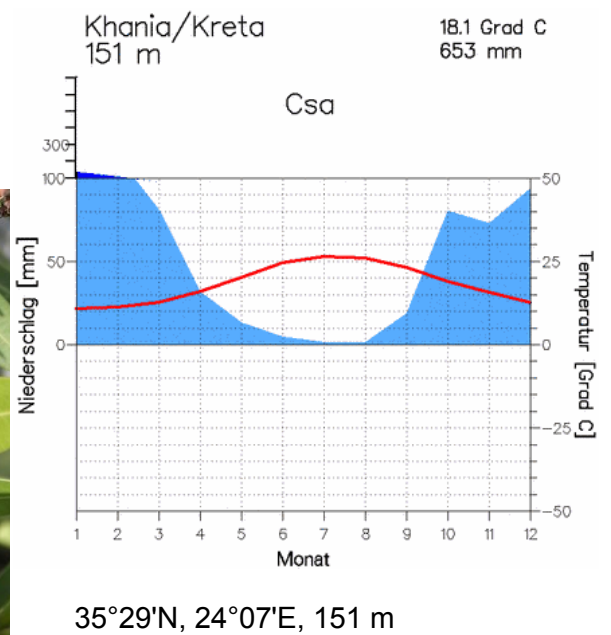 Khania/Kreta
151 m
18.1 Grad C
653 mm
Csa
300
100
50
0
Niederschlag [mm]
50
25
0
-25
-50
Temperatur [Grad C]
1 2 3 4 5 6 7 8 9 10 11 12
Monat
35°29'N, 24°07'E, 151 m